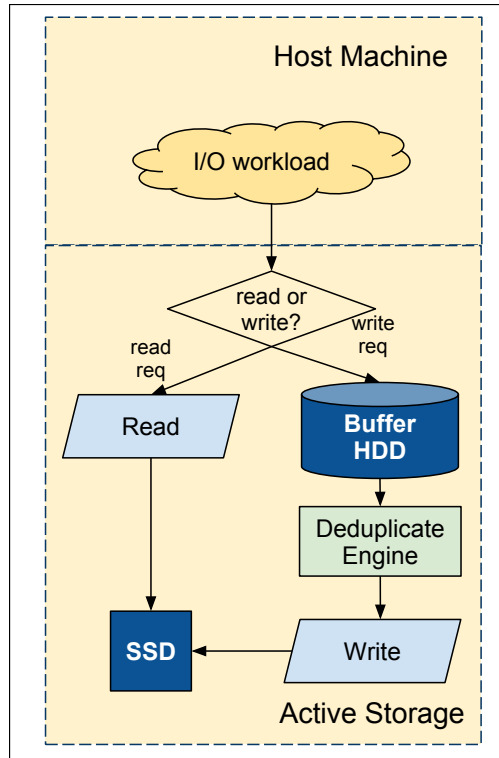 Host Machine
I/O workload
read or
write?
read
req
write
req
Read
Buffer
HDD
Deduplicate
Engine
SSD
Write
Active Storage